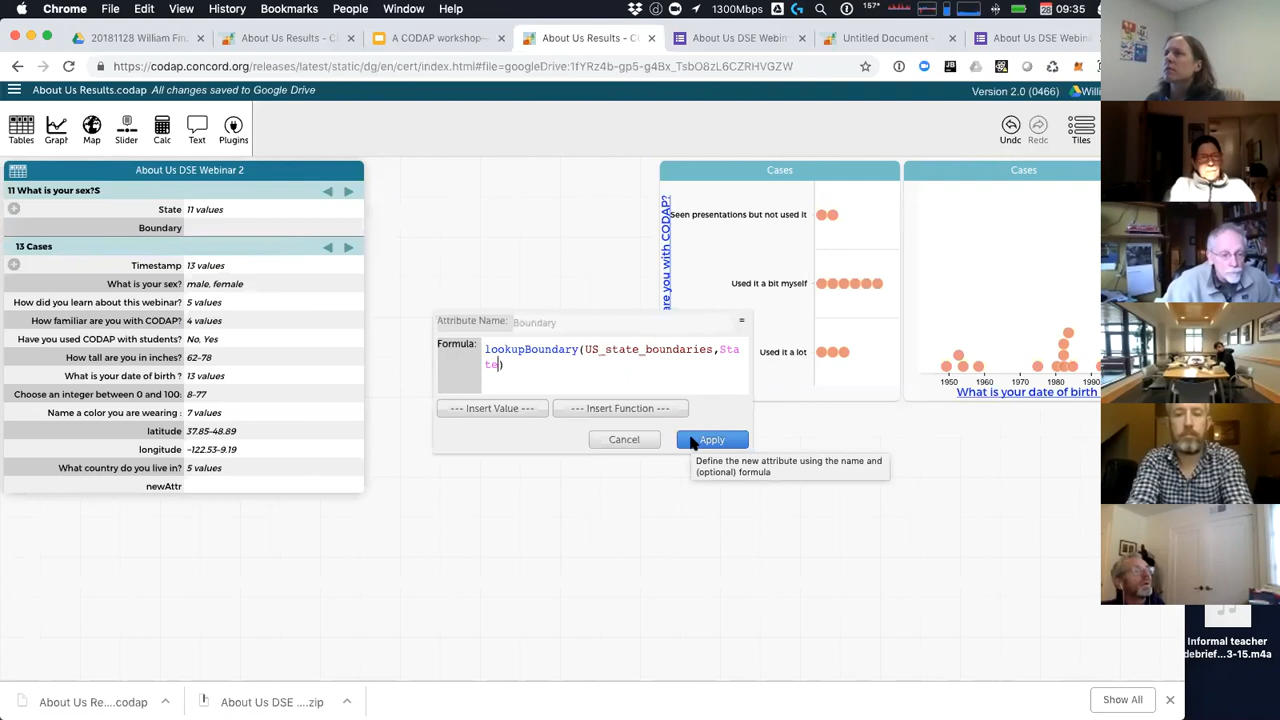 Bookmarks People Window Help 1300Mbps 157° 09:35
20181128 William Fin
About Us Results - C
A CODAP workshop—
About Us Results - CO
About Us DSE Webin
Untitled Document -
About Us DSE Webin
https://codap.concord.org/releases/latest/static/dg/en/cert/index.html#file=googleDrive:1fYRz4b-gp5-g4Bx_TsbO8zL6CZRHVGZW
About Us Results.codap All changes saved to Google Drive
Version 2.0 (0466) Willi
Tables Graph Map Slider Calc Text Plugins
Undo Redo Tiles
About Us DSE Webinar 2
11 What is your sex?S
State 11 values
Boundary
13 Cases
Timestamp 13 values
What is your sex? male, female
How did you learn about this webinar? 5 values
How familiar are you with CODAP? 4 values
Have you used CODAP with students? No, Yes
How tall are you in inches? 62-78
What is your date of birth ? 13 values
Choose an integer between 0 and 100: 8-77
Name a color you are wearing : 7 values
latitude 37.85-48.89
longitude −122.53-9.19
What country do you live in? 5 values
newAttr
Attribute Name: Boundary =
Formula: lookupBoundary(US_state_boundaries,Sta
te)
--- Insert Value --- --- Insert Function ---
Cancel Apply
Define the new attribute using the name and
(optional) formula
Cases
are you with CODAP?
Seen presentations but not used it
Used it a bit myself
Used it a lot
Cases
1950 1960 1970 1980 1990
What is your date of birth
Informal teacher
debrief...3-15.m4a
About Us Re....codap
About Us DSE ....zip
Show All